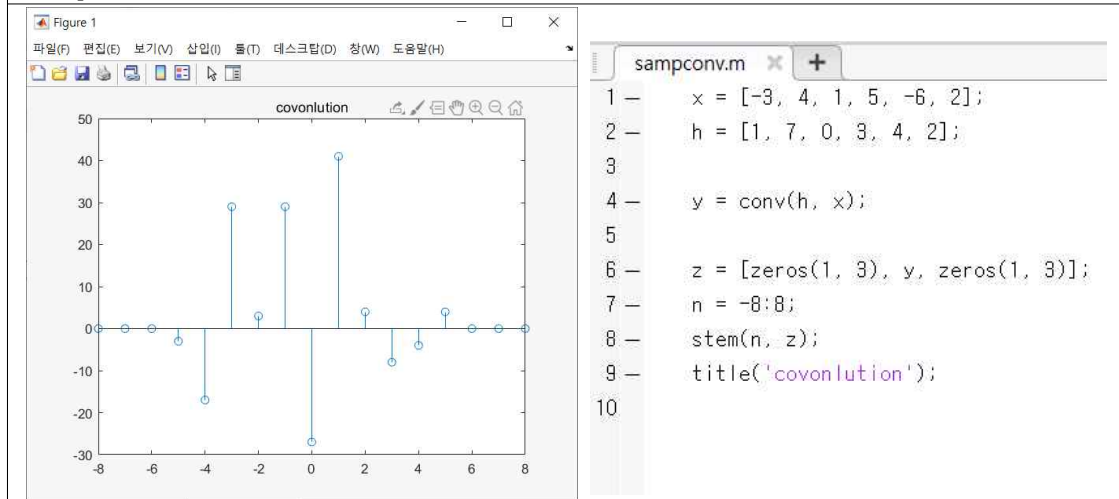 Figure 1
파일(F) 편집(E) 보기(V) 삽입(I) 툴(T) 데스크탑(D) 창(W) 도움말(H)
covonlution
50
40
30
20
10
0
-10
-20
-30
-8 -6 -4 -2 0 2 4 6 8
sampconv.m
1 x = [-3, 4, 1, 5, -6, 2];
2 h = [1, 7, 0, 3, 4, 2];
3
4 y = conv(h, x);
5
6 z = [zeros(1, 3), y, zeros(1, 3)];
7 n = -8:8;
8 stem(n, z);
9 title('covonlution');
10